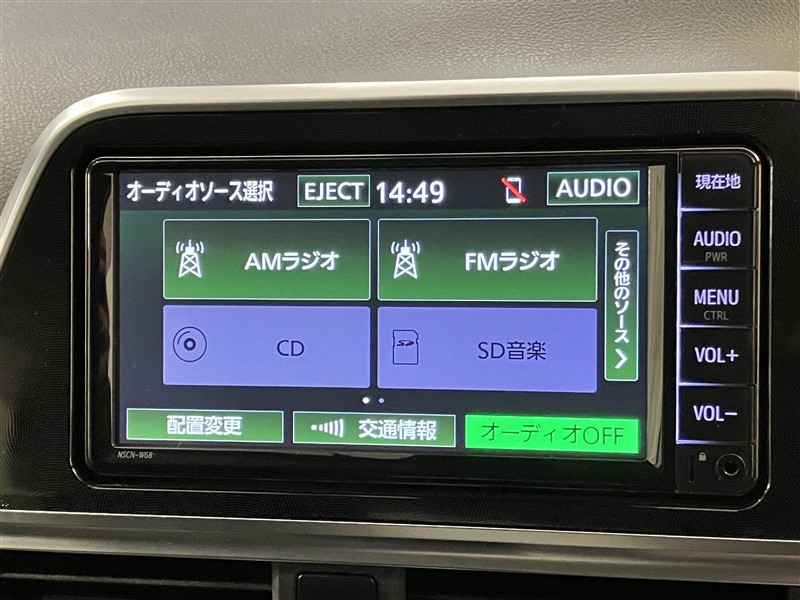 オーディオソース選択 EJECT 14:49 AUDIO
AMラジオ FMラジオ
その他のソース
CD SD音楽
配置変更 交通情報 オーディオOFF
NSCN-W68
現在地
AUDIO
PWR
MENU
CTRL
VOL+
VOL−